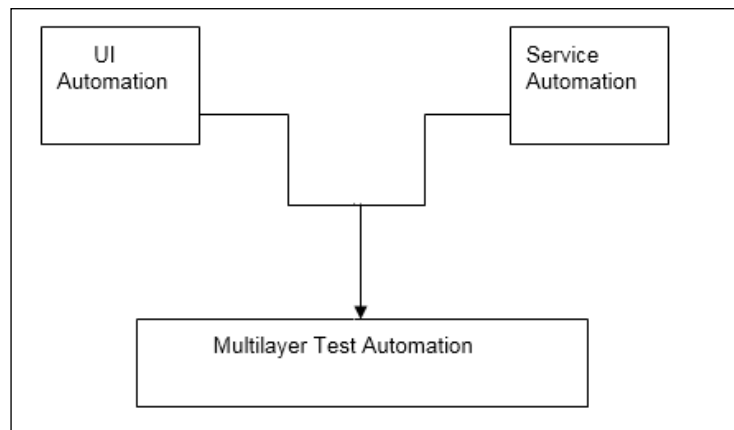 UI
Automation
Service
Automation
Multilayer Test Automation